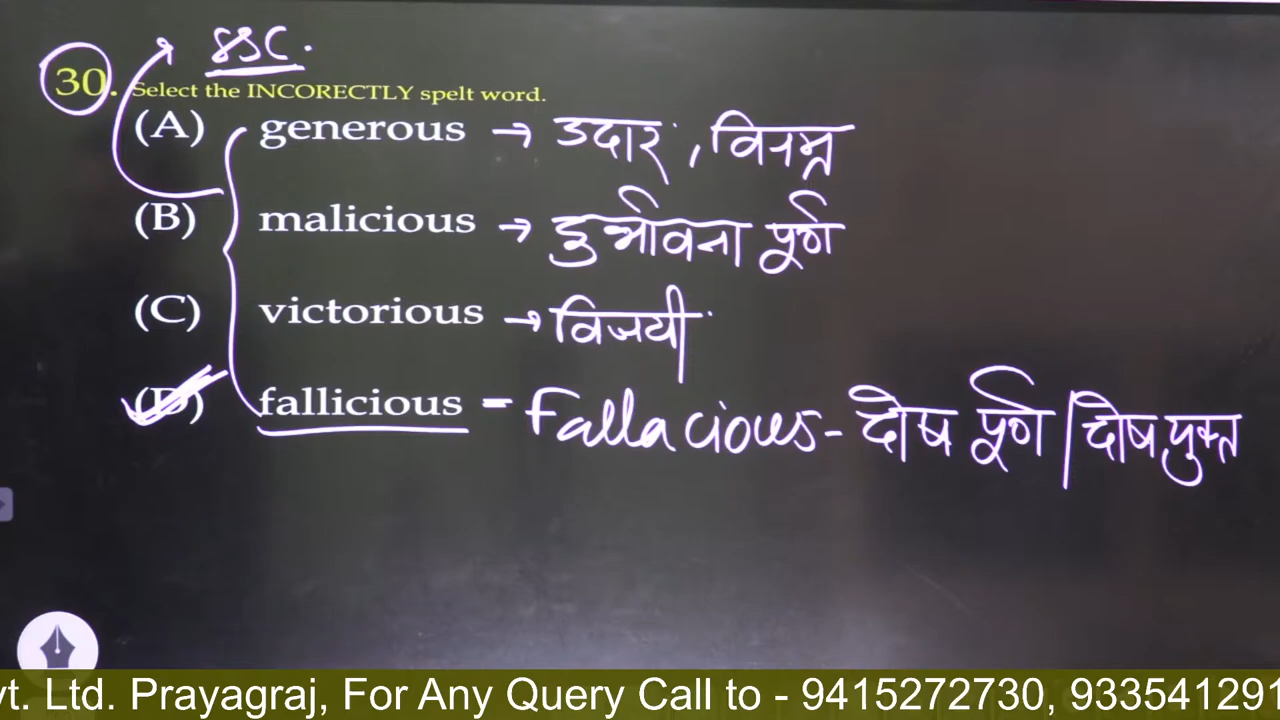 SSC.
30. Select the INCORECTLY spelt word.
(A) generous → उदार, विनम्र
(B) malicious → दुर्भावना पूर्ण
(C) victorious → विजयी
(D) fallicious = Fallacious - दोष पूर्ण / दोष युक्त
vt. Ltd. Prayagraj, For Any Query Call to - 9415272730, 933541291